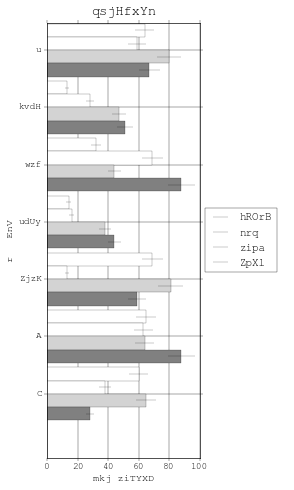 qsjHfxYn
u
kvdH
wzf
udUy
ZjzK
A
C
r EnV
0 20 40 60 80 100
mkj ziTYXD
hROrB
nrq
zipa
ZpXl